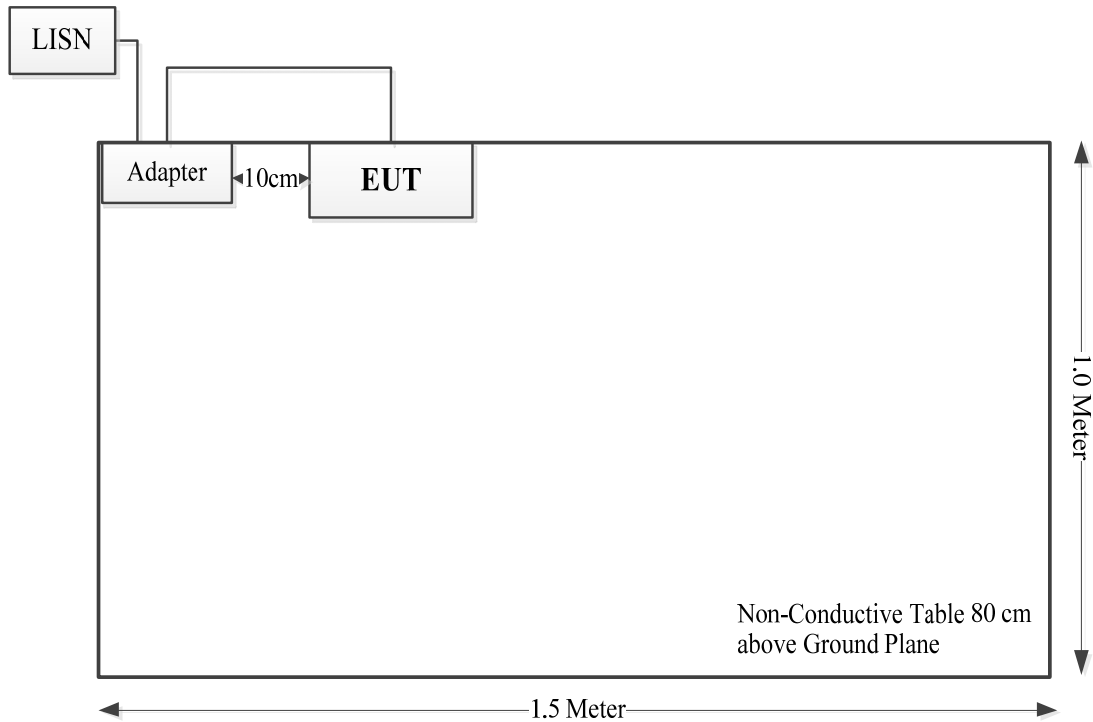 LISN
Adapter
10cm
EUT
1.0 Meter
Non-Conductive Table 80 cm
above Ground Plane
1.5 Meter